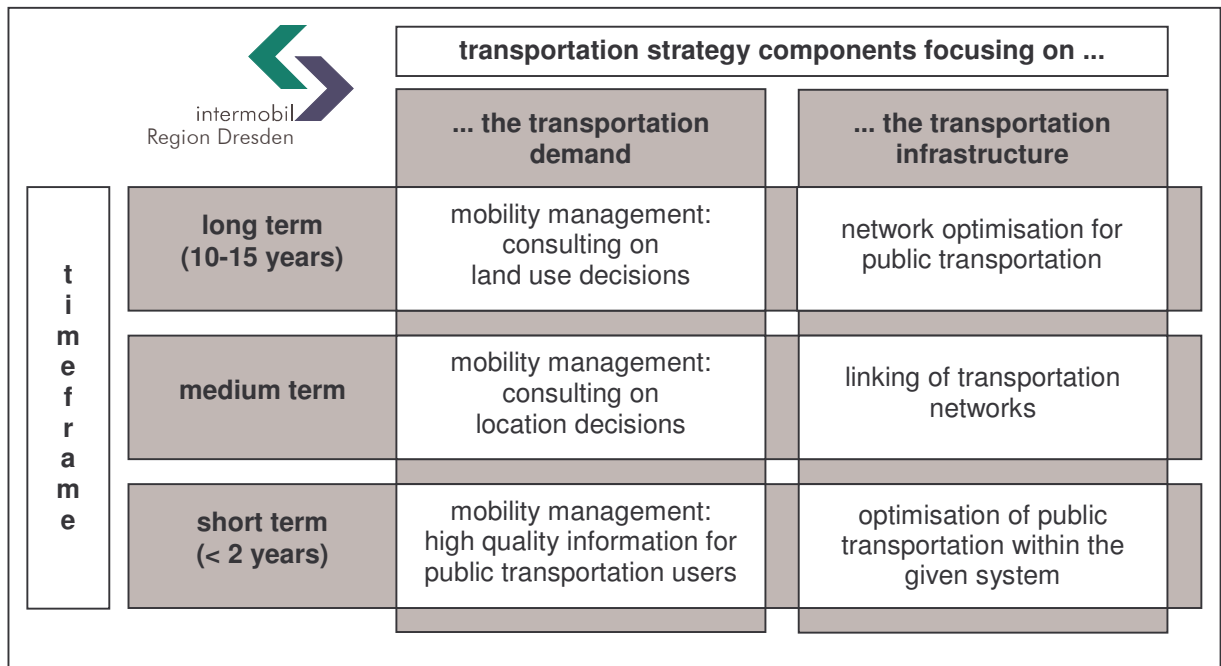 intermobil
Region Dresden
transportation strategy components focusing on ...
... the transportation
demand
... the transportation
infrastructure
timeframe
long term
(10-15 years)
mobility management:
consulting on
land use decisions
network optimisation for
public transportation
medium term
mobility management:
consulting on
location decisions
linking of transportation
networks
short term
(< 2 years)
mobility management:
high quality information for
public transportation users
optimisation of public
transportation within the
given system